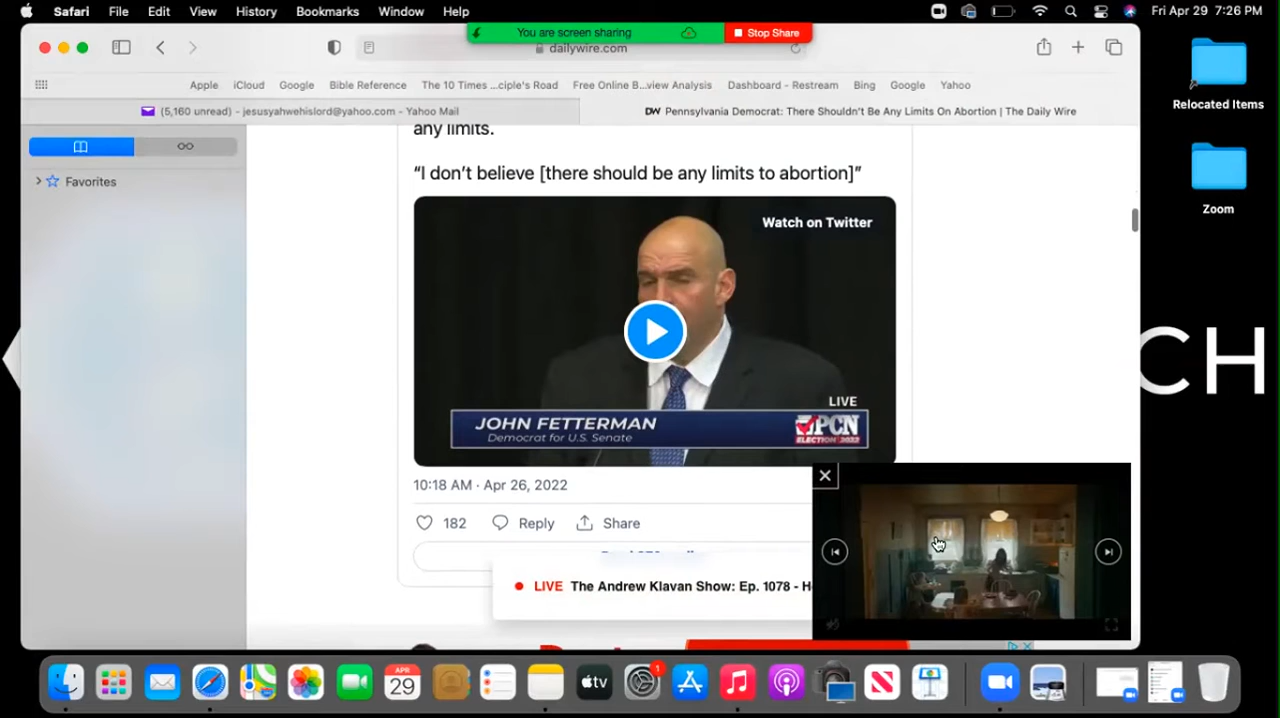 Safari File Edit View History Bookmarks Window Help Fri Apr 29 7:26 PM
You are screen sharing Stop Share
dailywire.com
Apple iCloud Google Bible Reference The 10 Times ...ciple's Road Free Online B...view Analysis Dashboard - Restream Bing Google Yahoo
(5,160 unread) - jesusyahwehislord@yahoo.com - Yahoo Mail
DW Pennsylvania Democrat: There Shouldn't Be Any Limits On Abortion | The Daily Wire
Relocated Items
Zoom
Favorites
any limits.
“I don’t believe [there should be any limits to abortion]”
Watch on Twitter
LIVE
JOHN FETTERMAN
Democrat for U.S. Senate
PCN
ELECTION 2022
10:18 AM · Apr 26, 2022
182 Reply Share
LIVE The Andrew Klavan Show: Ep. 1078 - H
CH
APR
29
tv
1